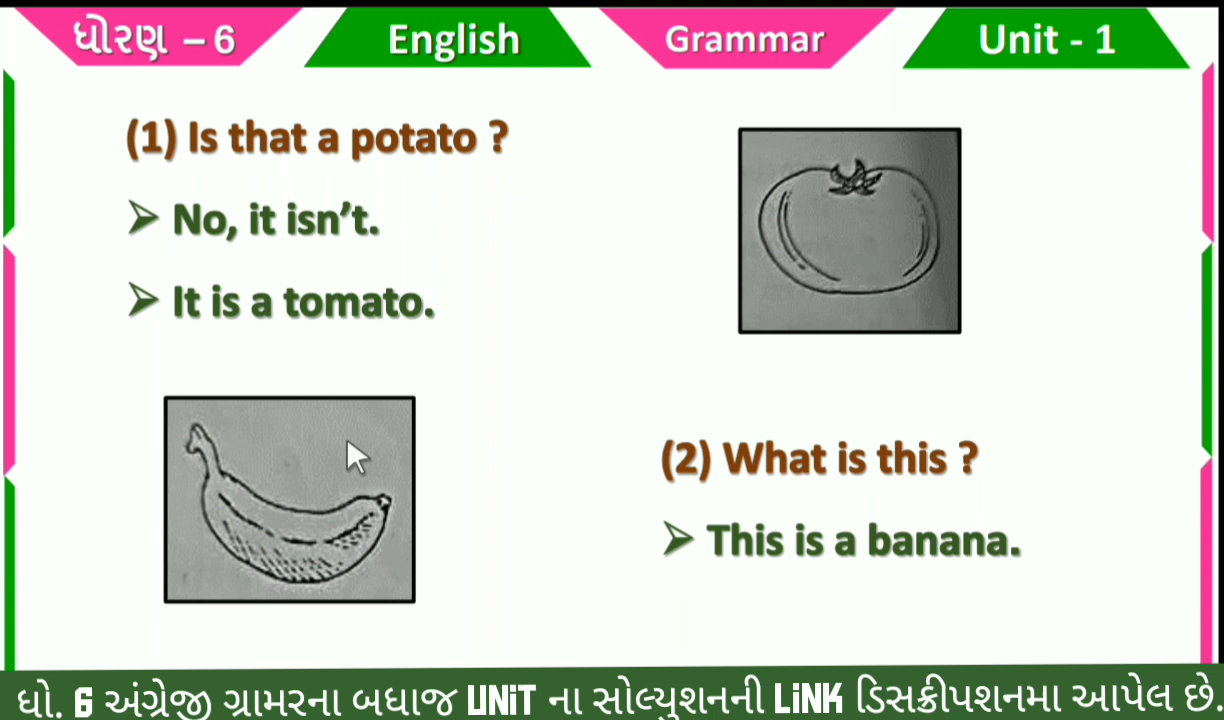 ધોરણ – 6 English Grammar Unit - 1
(1) Is that a potato ?
➢ No, it isn’t.
➢ It is a tomato.
(2) What is this ?
➢ This is a banana.
ધો. 6 અંગ્રેજી ગ્રામરના બધાજ UNiT ના સોલ્યુશનની LiNK ડિસક્રીપશનમા આપેલ છે.